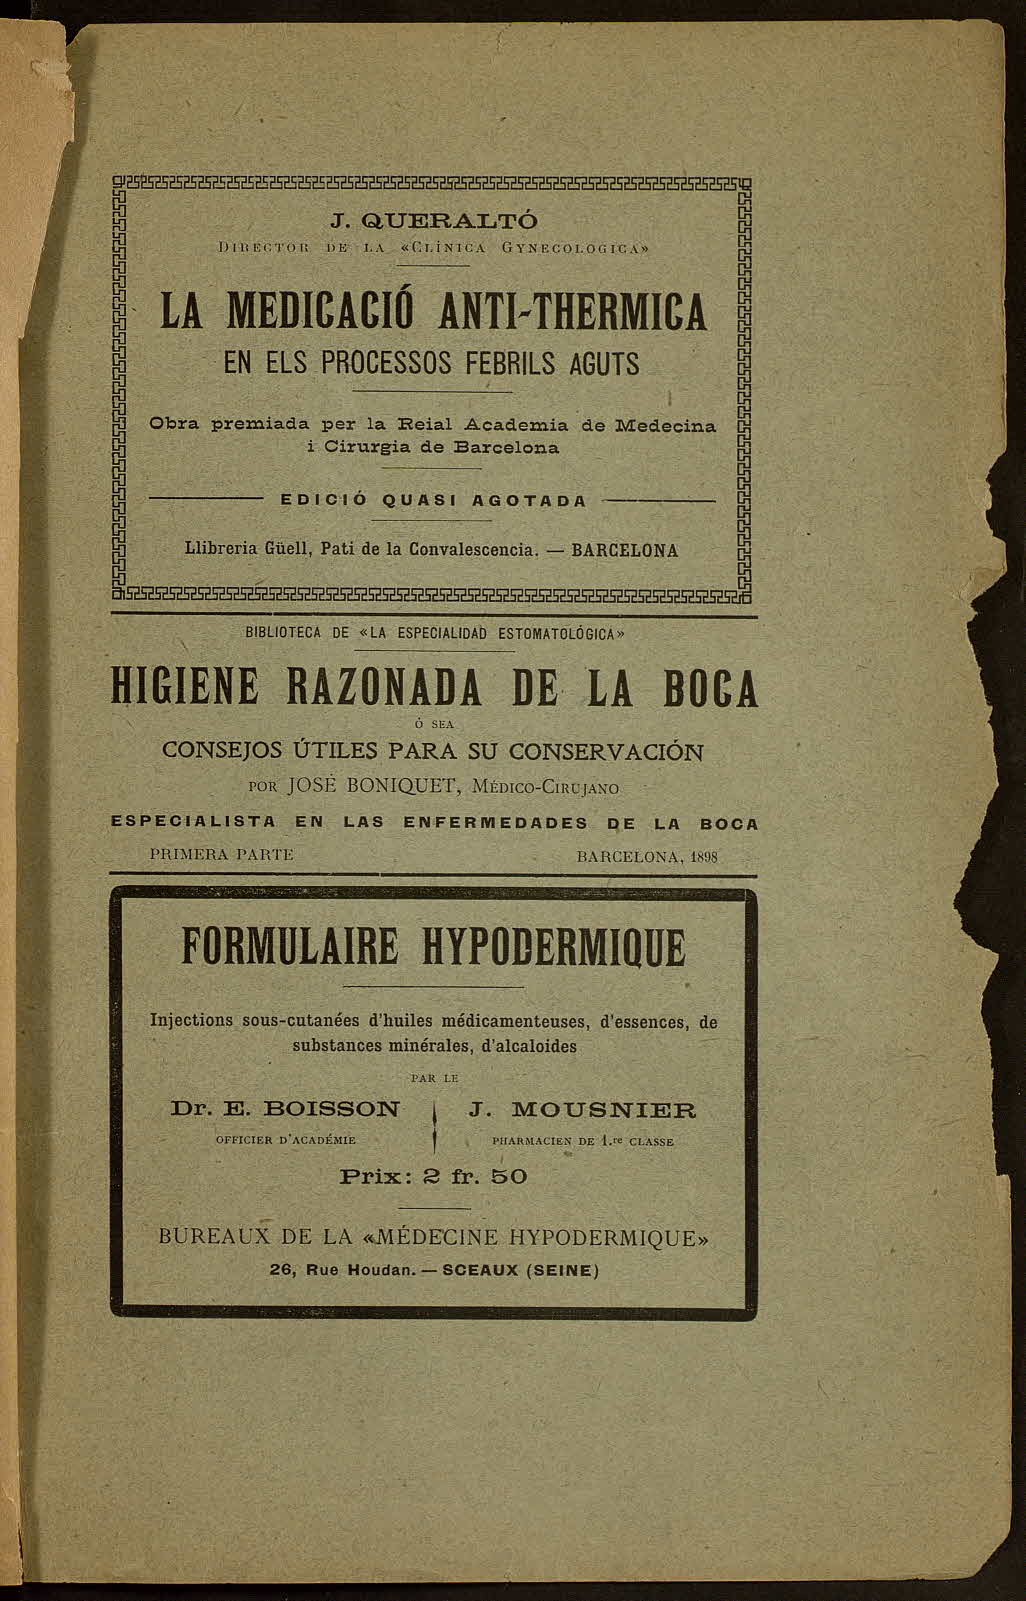 J. QUERALTÓ
DIRECTOR DE LA «CLÍNICA GYNECOLOGICA»
LA MEDICACIÓ ANTI-THERMICA
EN ELS PROCESSOS FEBRILS AGUTS
Obra premiada per la Reial Academia de Medecina
i Cirurgia de Barcelona
EDICIÓ QUASI AGOTADA
Llibreria Güell, Pati de la Convalescencia. — BARCELONA
BIBLIOTECA DE «LA ESPECIALIDAD ESTOMATOLÓGICA»
HIGIENE RAZONADA DE LA BOCA
Ó SEA
CONSEJOS ÚTILES PARA SU CONSERVACIÓN
POR JOSÉ BONIQUET, MÉDICO-CIRUJANO
ESPECIALISTA EN LAS ENFERMEDADES DE LA BOCA
PRIMERA PARTE BARCELONA, 1898
FORMULAIRE HYPODERMIQUE
Injections sous-cutanées d'huiles médicamenteuses, d'essences, de
substances minérales, d'alcaloides
PAR LE
Dr. E. BOISSON J. MOUSNIER
OFFICIER D'ACADÉMIE PHARMACIEN DE 1.re CLASSE
Prix: 2 fr. 50
BUREAUX DE LA «MÉDECINE HYPODERMIQUE»
26, Rue Houdan. — SCEAUX (SEINE)